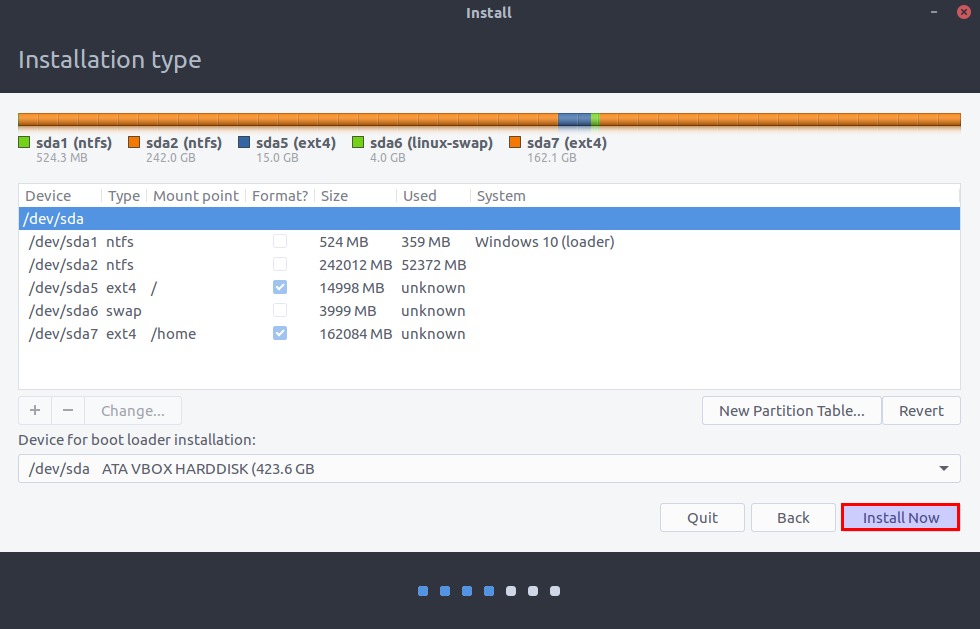 Install
Installation type
sda1 (ntfs) sda2 (ntfs) sda5 (ext4) sda6 (linux-swap) sda7 (ext4)
524.3 MB 242.0 GB 15.0 GB 4.0 GB 162.1 GB
Device Type Mount point Format? Size Used System
/dev/sda
/dev/sda1 ntfs 524 MB 359 MB Windows 10 (loader)
/dev/sda2 ntfs 242012 MB 52372 MB
/dev/sda5 ext4 / 14998 MB unknown
/dev/sda6 swap 3999 MB unknown
/dev/sda7 ext4 /home 162084 MB unknown
+ − Change... New Partition Table... Revert
Device for boot loader installation:
/dev/sda ATA VBOX HARDDISK (423.6 GB
Quit Back Install Now